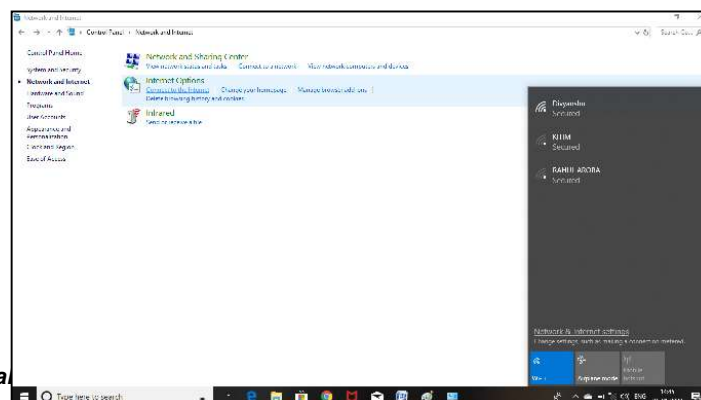 Network and Internet
Control Panel > Network and Internet
Control Panel Home
System and Security
Network and Internet
Hardware and Sound
Programs
User Accounts
Appearance and
Personalization
Clock and Region
Ease of Access
Network and Sharing Center
View network status and tasks Connect to a network View network computers and devices
Internet Options
Connect to the Internet Change your homepage Manage browser add-ons
Delete browsing history and cookies
Infrared
Send or receive a file
Secured
Secured
RAHUL ARORA
Secured
Network & Internet settings
Change settings, such as making a connection metered.
Airplane mode
Mobile
hotspot
Type here to search
ENG